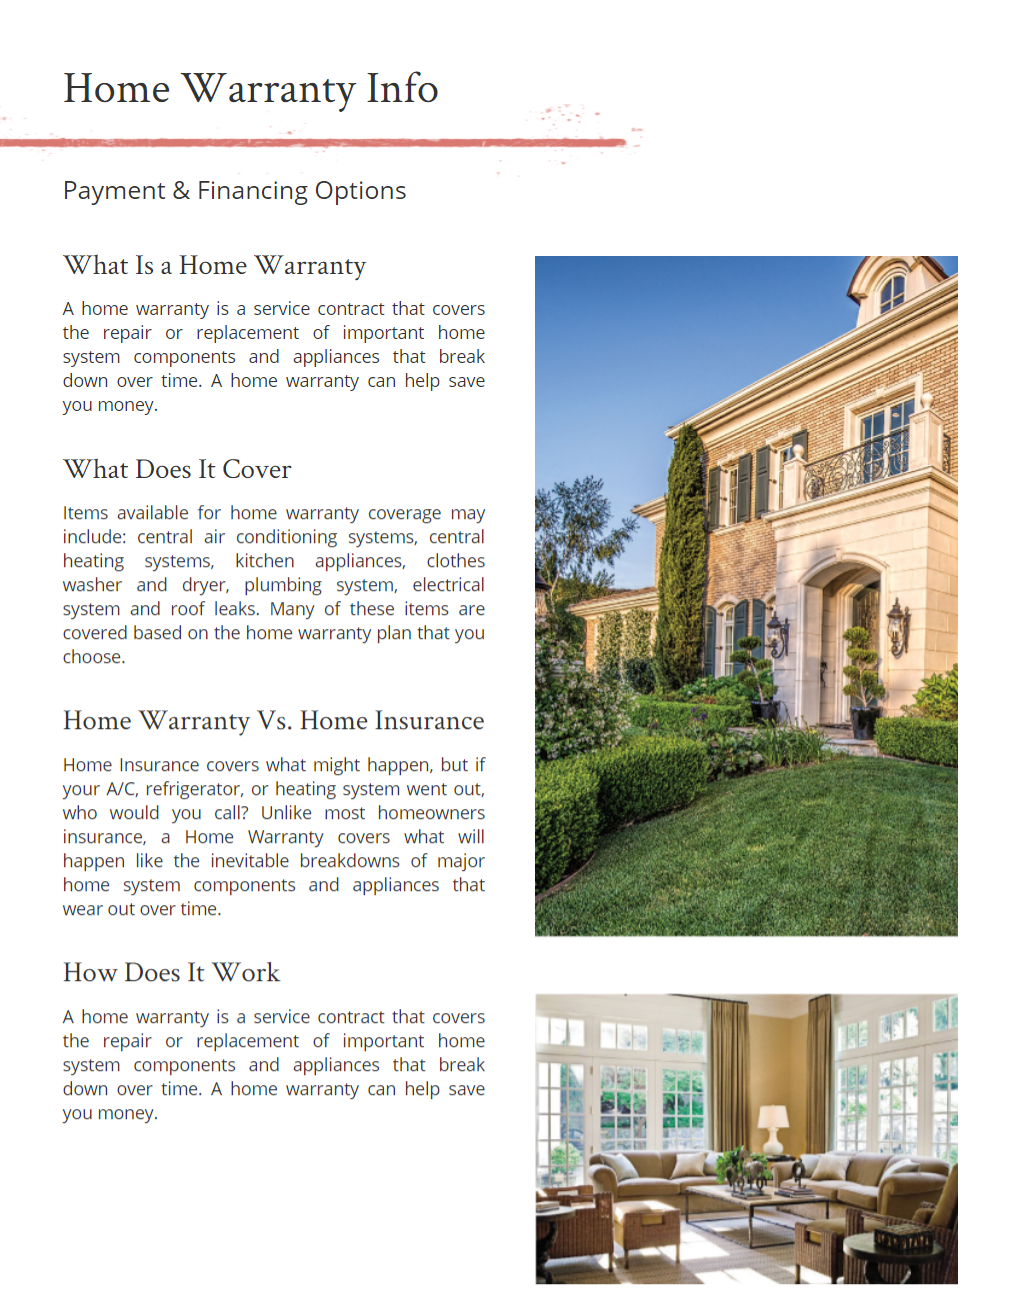 Home Warranty Info
Payment & Financing Options
What Is a Home Warranty
A home warranty is a service contract that covers
the repair or replacement of important home
system components and appliances that break
down over time. A home warranty can help save
you money.
What Does It Cover
Items available for home warranty coverage may
include: central air conditioning systems, central
heating systems, kitchen appliances, clothes
washer and dryer, plumbing system, electrical
system and roof leaks. Many of these items are
covered based on the home warranty plan that you
choose.
Home Warranty Vs. Home Insurance
Home Insurance covers what might happen, but if
your A/C, refrigerator, or heating system went out,
who would you call? Unlike most homeowners
insurance, a Home Warranty covers what will
happen like the inevitable breakdowns of major
home system components and appliances that
wear out over time.
How Does It Work
A home warranty is a service contract that covers
the repair or replacement of important home
system components and appliances that break
down over time. A home warranty can help save
you money.